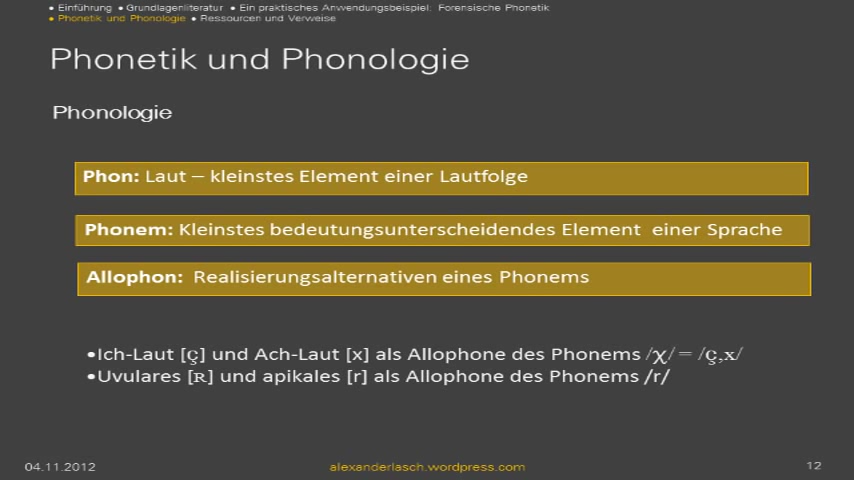 • Einführung • Grundlagenliteratur • Ein praktisches Anwendungsbeispiel: Forensische Phonetik
• Phonetik und Phonologie • Ressourcen und Verweise
Phonetik und Phonologie
Phonologie
Phon: Laut – kleinstes Element einer Lautfolge
Phonem: Kleinstes bedeutungsunterscheidendes Element einer Sprache
Allophon: Realisierungsalternativen eines Phonems
•Ich-Laut [ç] und Ach-Laut [x] als Allophone des Phonems /χ/ = /ç,x/
•Uvulares [ʀ] und apikales [r] als Allophone des Phonems /r/
04.11.2012
alexanderlasch.wordpress.com
12